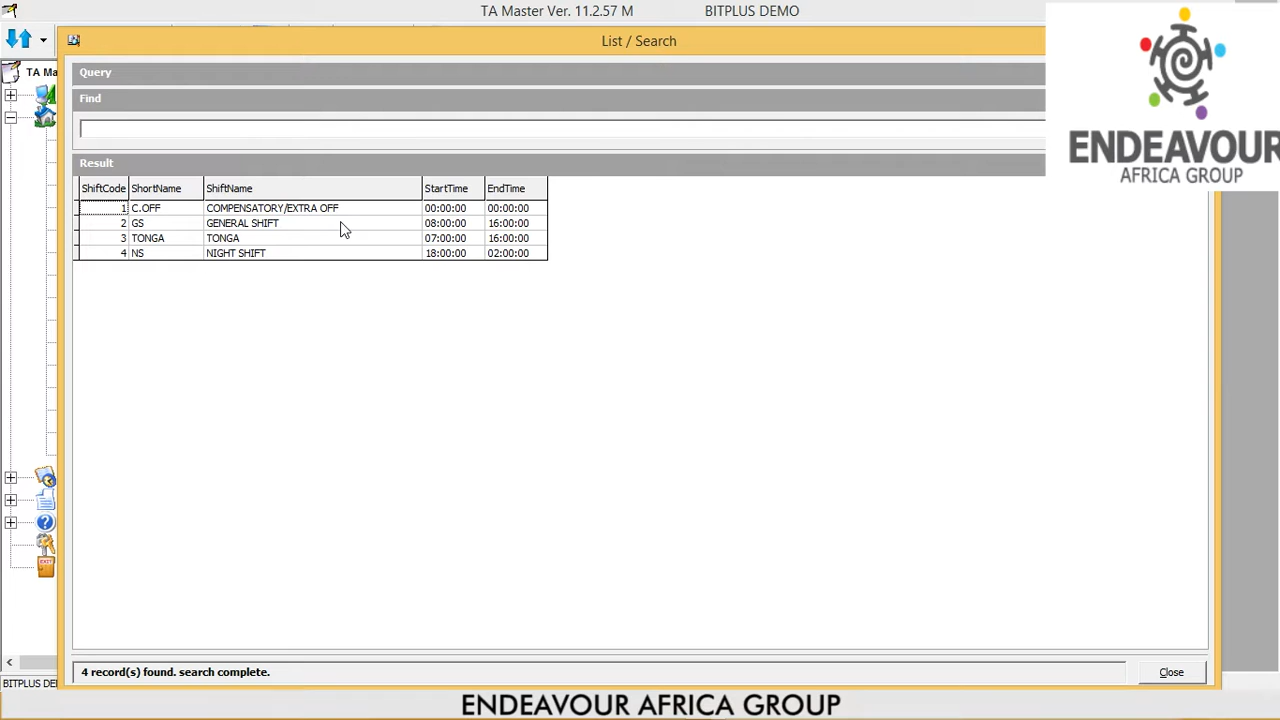 TA Master Ver. 11.2.57 M BITPLUS DEMO
List / Search
TA Ma
Query
Find
ENDEAVOUR
AFRICA GROUP
Result
ShiftCode ShortName ShiftName StartTime EndTime
1 C.OFF COMPENSATORY/EXTRA OFF 00:00:00 00:00:00
2 GS GENERAL SHIFT 08:00:00 16:00:00
3 TONGA TONGA 07:00:00 16:00:00
4 NS NIGHT SHIFT 18:00:00 02:00:00
EXIT
4 record(s) found. search complete. Close
BITPLUS DE
ENDEAVOUR AFRICA GROUP